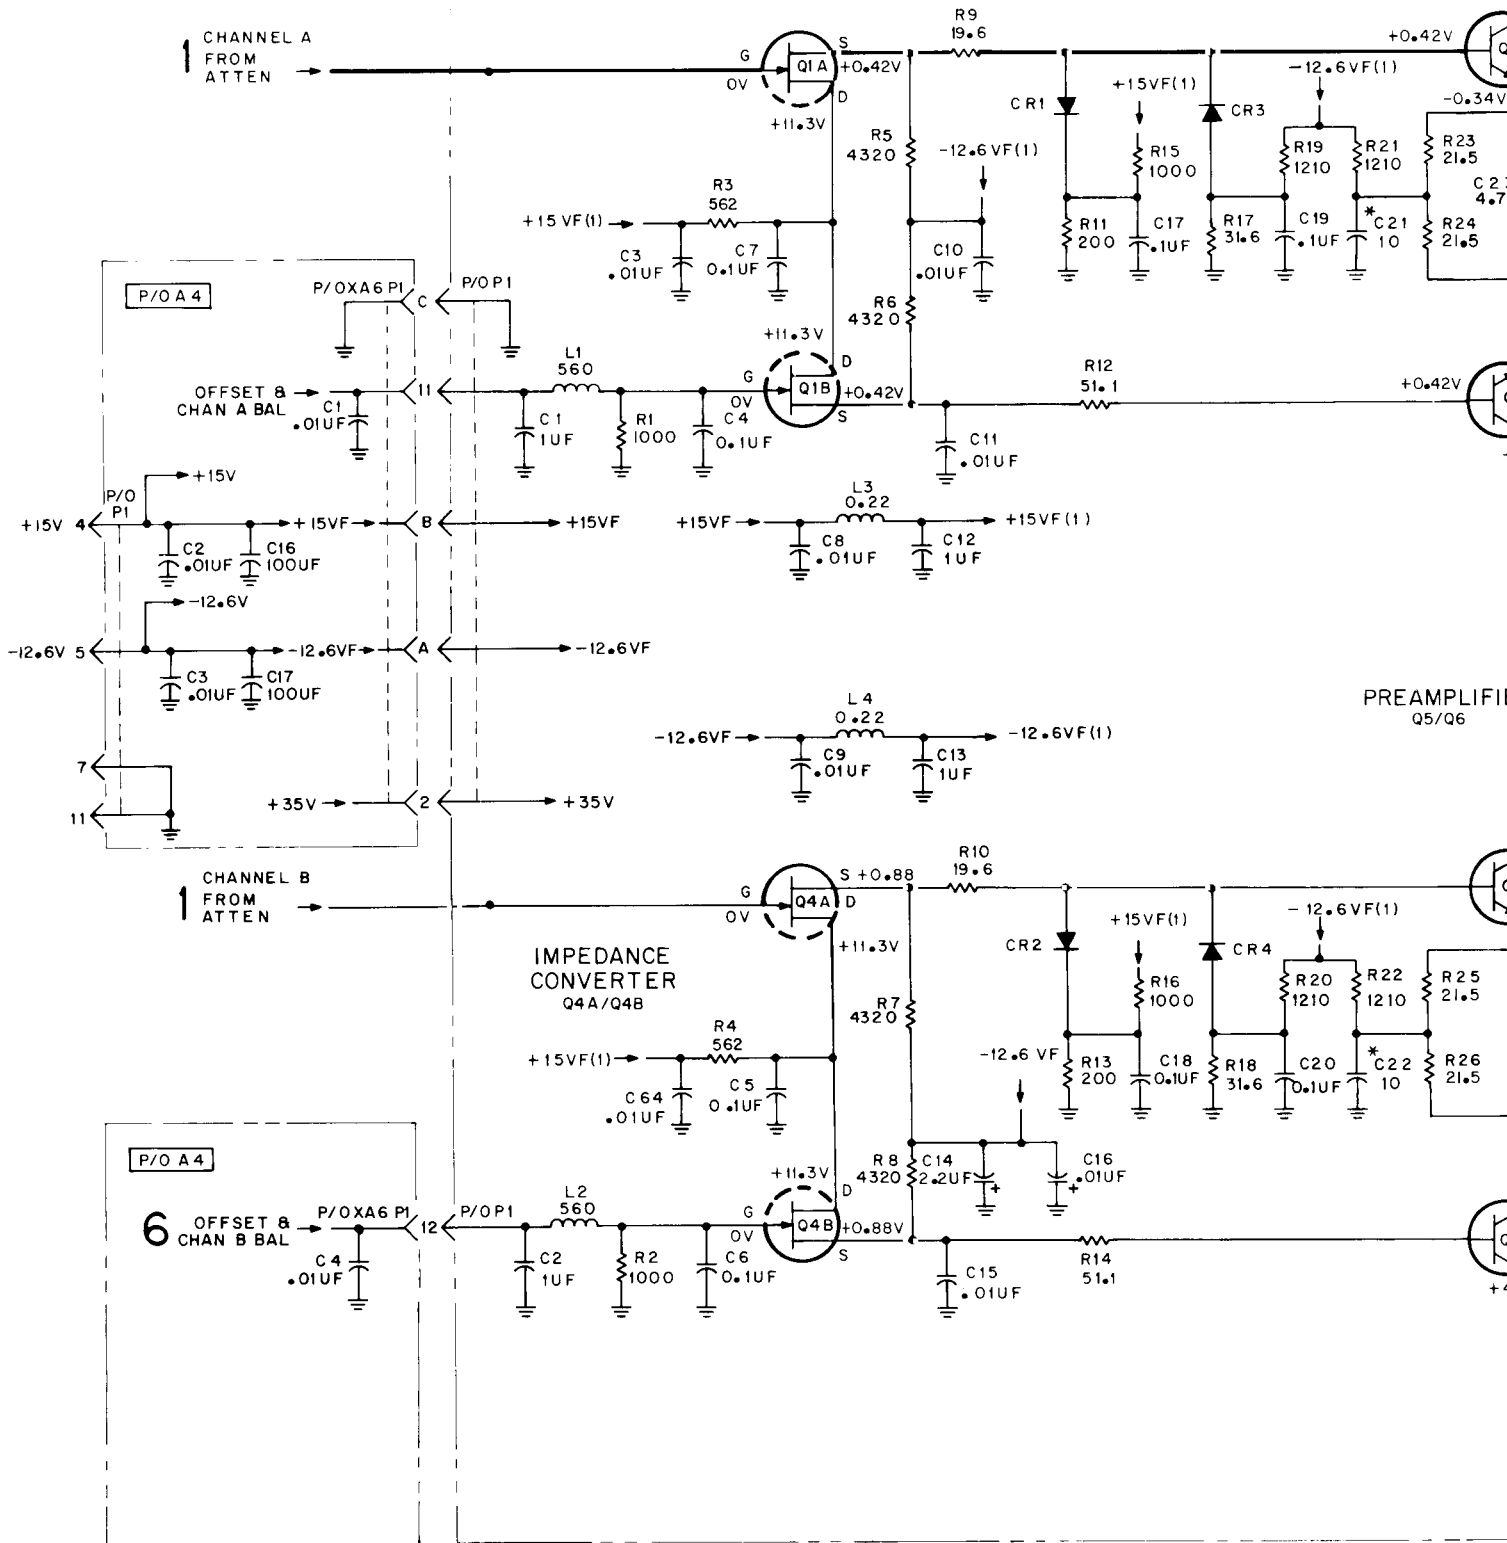 R9
19.6
1 CHANNEL A
FROM
ATTEN
G
OV
Q1A
S
+0.42V
D
+11.3V
+0.42V
-0.34V
CR1
+15VF(1)
CR3
-12.6VF(1)
R5
4320
-12.6VF(1)
R15
1000
R19
1210
R21
1210
R23
21.5
4.7
R3
562
+15VF(1)
C3
.01UF
C7
0.1UF
C10
.01UF
R11
200
C17
.1UF
R17
31.6
C19
.1UF
*
C21
10
R24
21.5
P/O A4
P/OXA6 P1
C
P/O P1
R6
4320
+11.3V
L1
560
OFFSET &
CHAN A BAL
11
G
OV
Q1B
D
+0.42V
S
R12
51.1
+0.42V
C1
.01UF
C1
1UF
R1
1000
C4
0.1UF
C11
.01UF
+15V
P/O
P1
L3
0.22
+15V 4
+15VF
B
+15VF
+15VF
+15VF(1)
C2
.01UF
C16
100UF
C8
.01UF
C12
1UF
-12.6V
-12.6V 5
-12.6VF
A
-12.6VF
C3
.01UF
C17
100UF
L4
0.22
-12.6VF
-12.6VF(1)
C9
.01UF
C13
1UF
PREAMPLIFIE
Q5/Q6
7
11
+35V
2
+35V
1 CHANNEL B
FROM
ATTEN
G
OV
Q4A
S +0.88
D
+11.3V
R10
19.6
IMPEDANCE
CONVERTER
Q4A/Q4B
CR2
+15VF(1)
CR4
-12.6VF(1)
R7
4320
R16
1000
R20
1210
R22
1210
R25
21.5
R4
562
+15VF(1)
C64
.01UF
C5
0.1UF
-12.6 VF
R13
200
C18
0.1UF
R18
31.6
C20
0.1UF
*
C22
10
R26
21.5
P/O A4
+11.3V
R8
4320
C14
2.2UF
+
C16
.01UF
+
6 OFFSET &
CHAN B BAL
P/OXA6 P1
12
P/O P1
L2
560
G
OV
Q4B
D
+0.88V
S
R14
51.1
C4
.01UF
C2
1UF
R2
1000
C6
0.1UF
C15
.01UF
+4